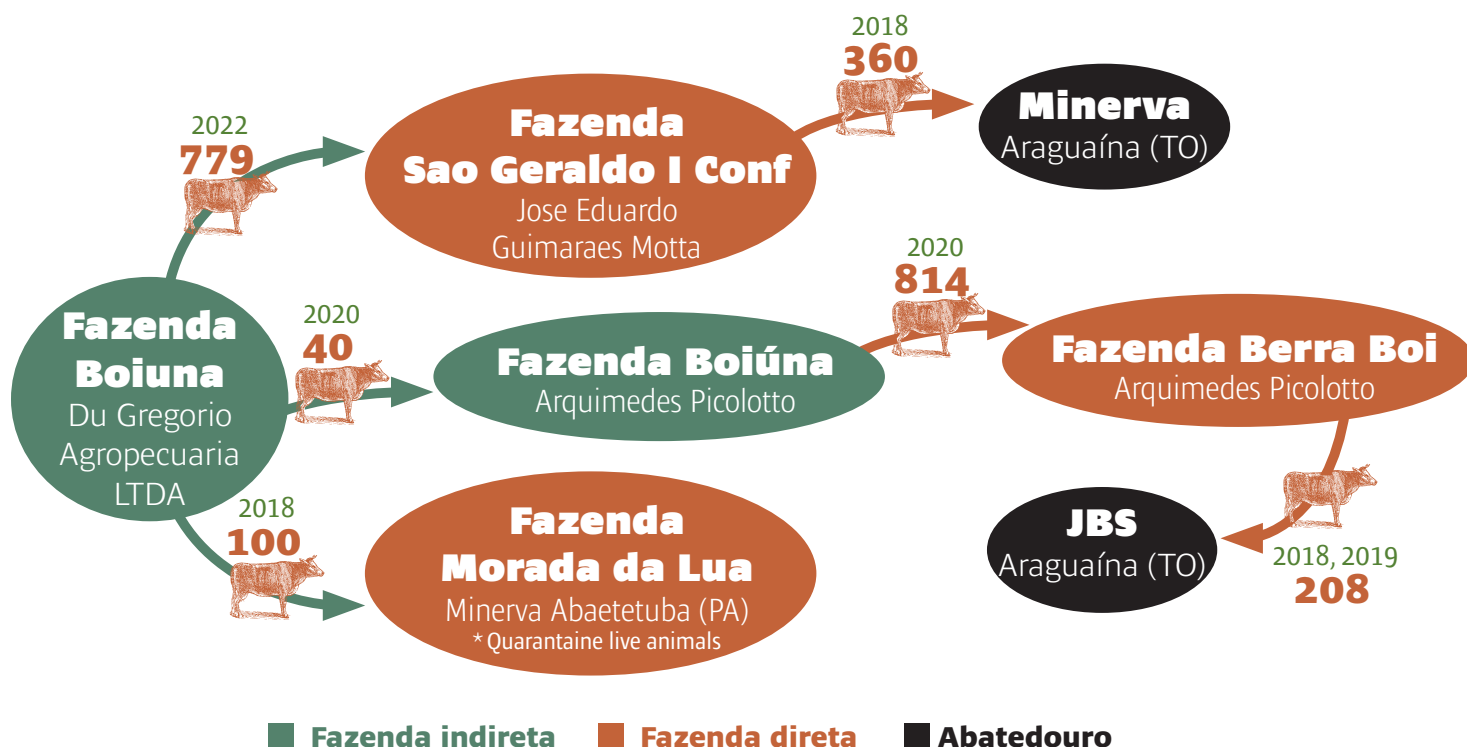 2018
360
Minerva
Araguaína (TO)
2022
779
Fazenda
Sao Geraldo I Conf
Jose Eduardo
Guimaraes Motta
2020
814
Fazenda
Boiuna
Du Gregorio
Agropecuaria
LTDA
2020
40
Fazenda Boiúna
Arquimedes Picolotto
Fazenda Berra Boi
Arquimedes Picolotto
2018
100
Fazenda
Morada da Lua
Minerva Abaetetuba (PA)
* Quarantaine live animals
JBS
Araguaína (TO)
2018, 2019
208
Fazenda indireta
Fazenda direta
Abatedouro